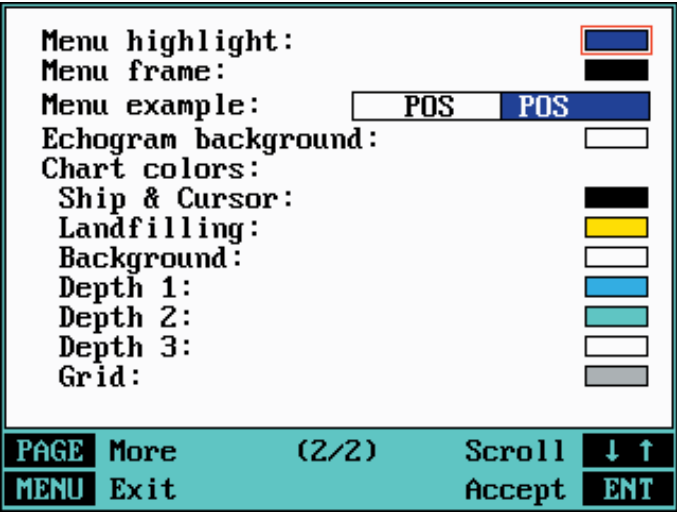 Menu highlight:
Menu frame:
Menu example: POS POS
Echogram background:
Chart colors:
Ship & Cursor:
Landfilling:
Background:
Depth 1:
Depth 2:
Depth 3:
Grid:
PAGE More (2/2) Scroll ↓ ↑
MENU Exit Accept ENT